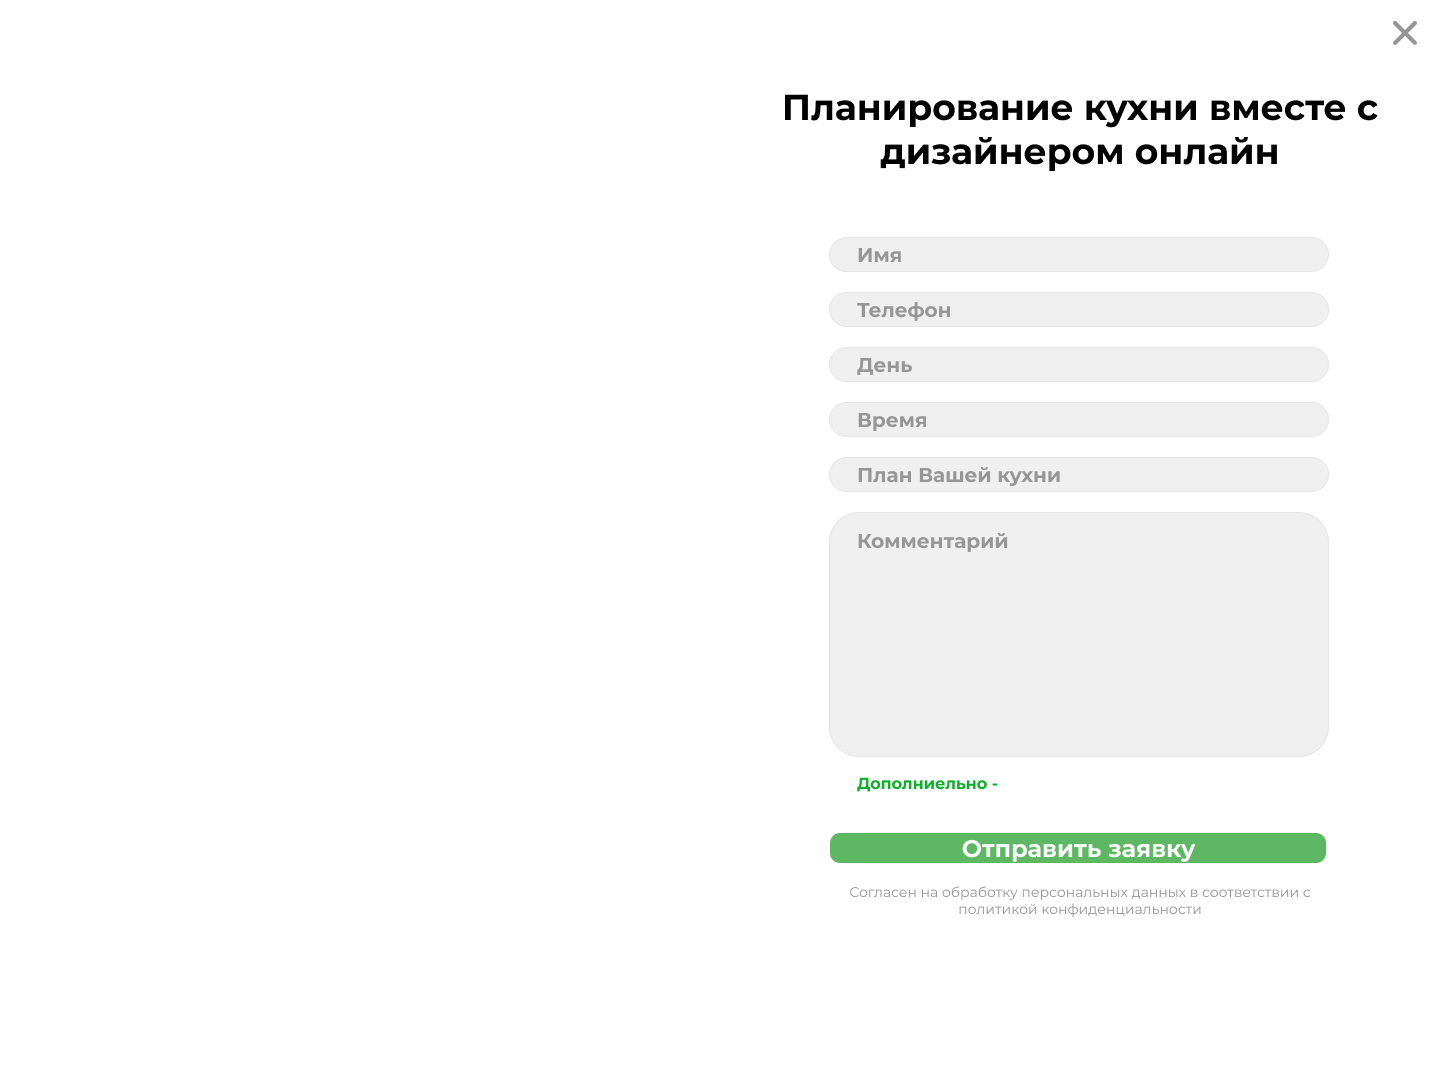 Планирование кухни вместе с
дизайнером онлайн
Имя
Телефон
День
Время
План Вашей кухни
Комментарий
Дополниельно -
Отправить заявку
Согласен на обработку персональных данных в соответствии с
политикой конфиденциальности